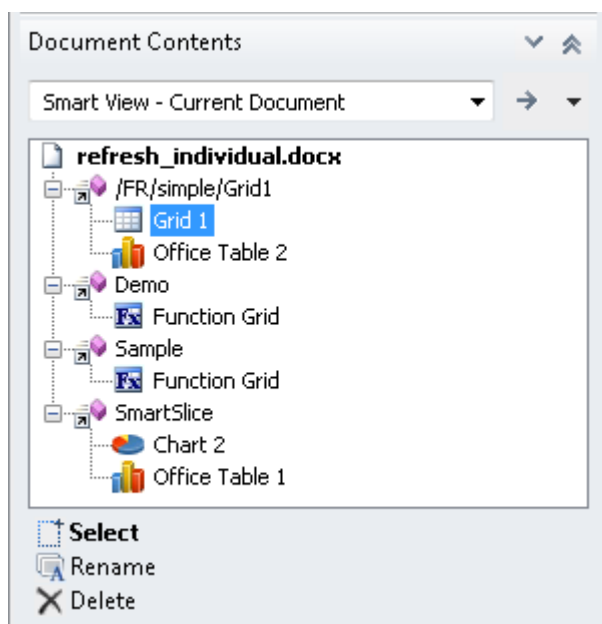 Document Contents
Smart View - Current Document
refresh_individual.docx
/FR/simple/Grid1
Grid 1
Office Table 2
Demo
Function Grid
Sample
Function Grid
SmartSlice
Chart 2
Office Table 1
Select
Rename
Delete